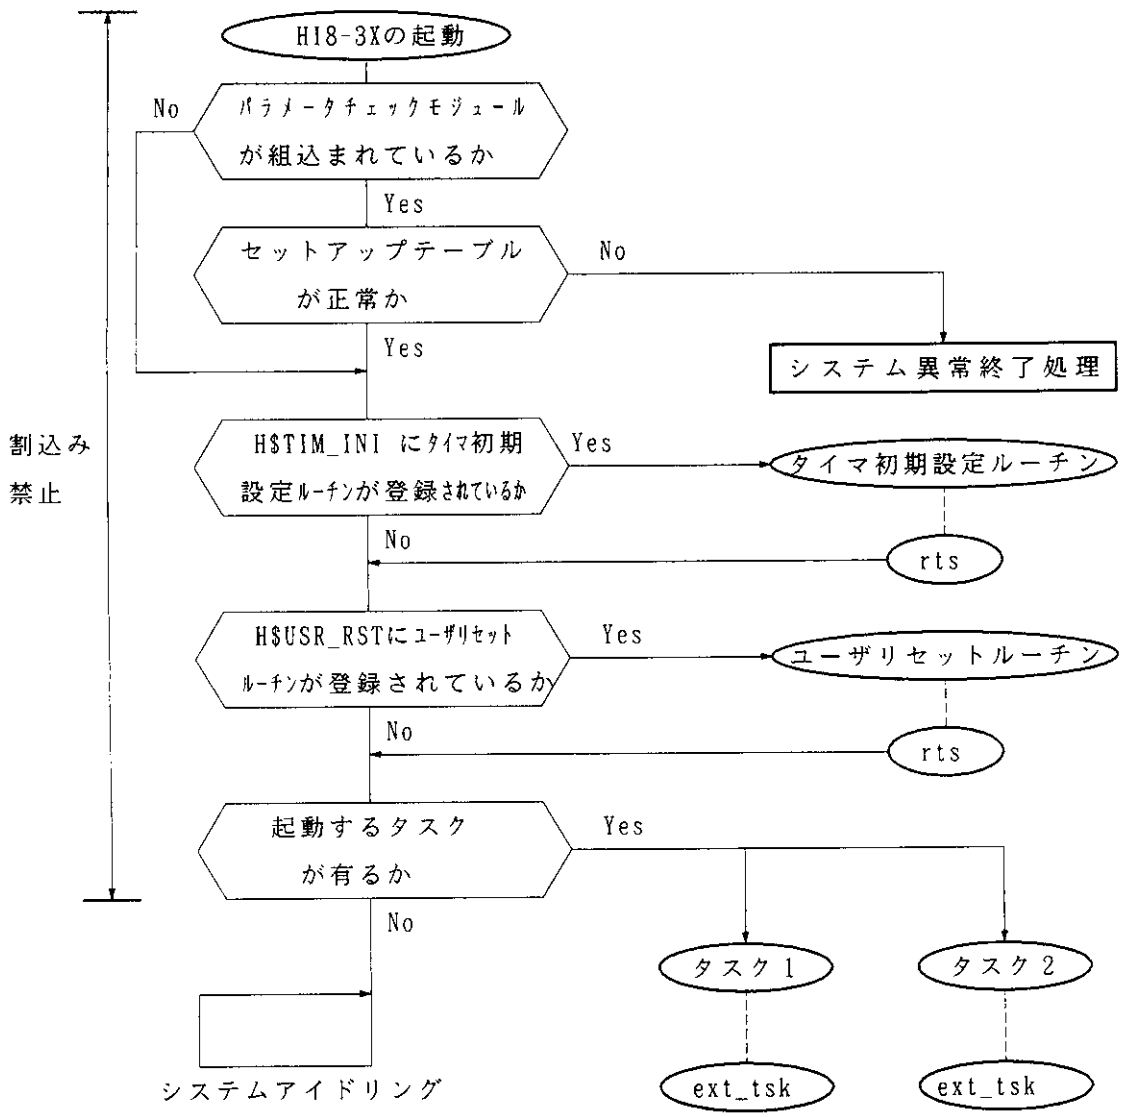 HI8-3Xの起動
No
パラメータチェックモジュール
が組込まれているか
Yes
セットアップテーブル
が正常か
No
Yes
システム異常終了処理
割込み
禁止
H$TIM_INI にタイマ初期
設定ルーチンが登録されているか
Yes
タイマ初期設定ルーチン
No
rts
H$USR_RSTにユーザリセット
ルーチンが登録されているか
Yes
ユーザリセットルーチン
No
rts
起動するタスク
が有るか
Yes
No
タスク1
タスク2
システムアイドリング
ext_tsk
ext_tsk